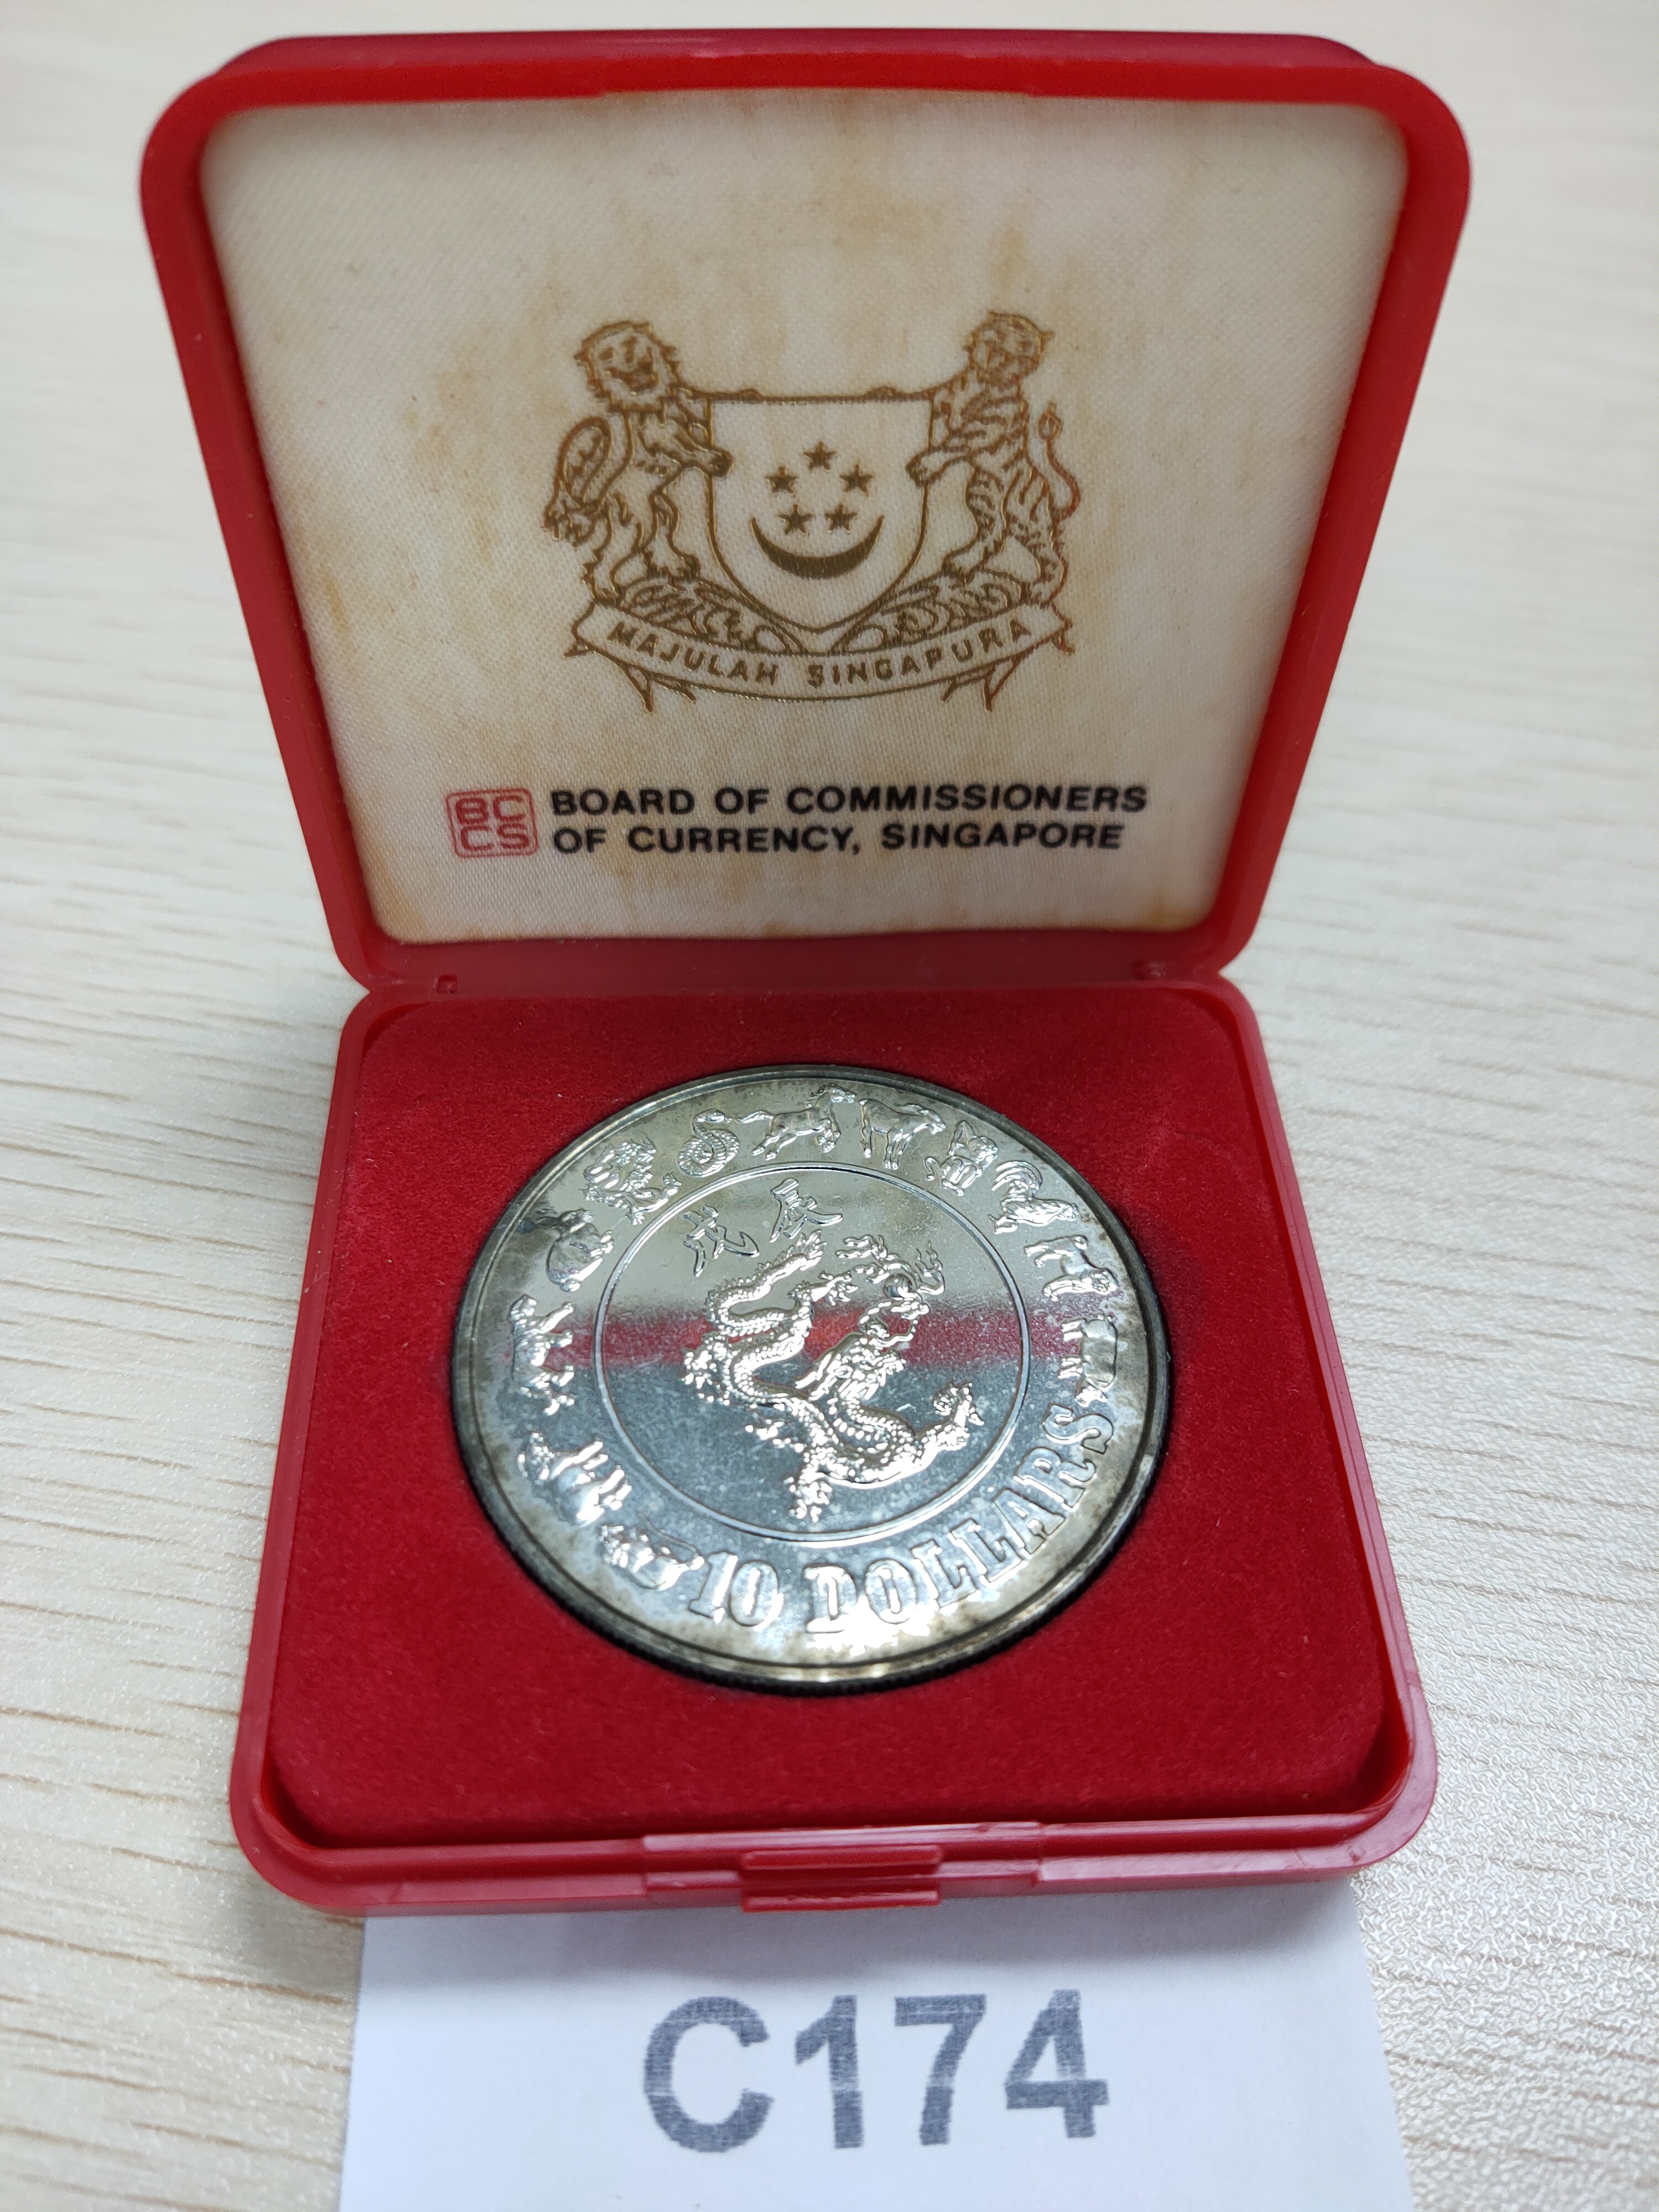 MAJULAH SINGAPURA
BC
CS
BOARD OF COMMISSIONERS
OF CURRENCY, SINGAPORE
戊辰
10 DOLLARS
C174